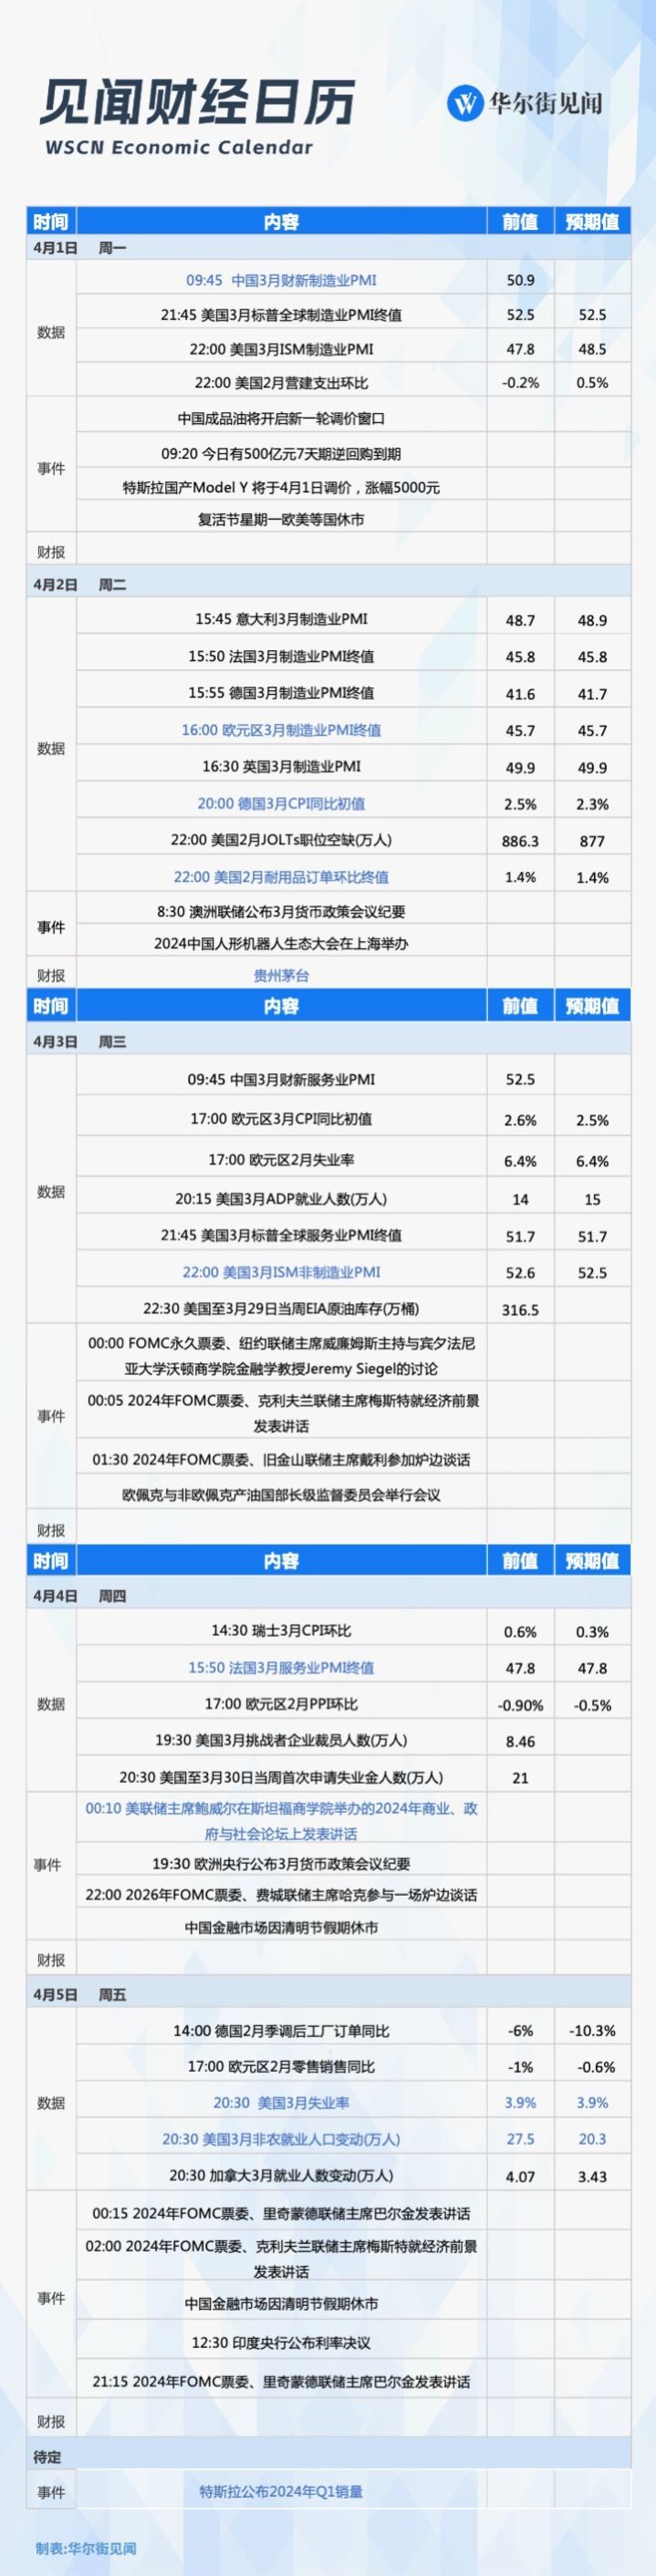 见闻财经日历
WSCN Economic Calendar
华尔街见闻
时间 内容 前值 预期值
4月1日 周一
数据
09:45 中国3月财新制造业PMI 50.9
21:45 美国3月标普全球制造业PMI终值 52.5 52.5
22:00 美国3月ISM制造业PMI 47.8 48.5
22:00 美国2月营建支出环比 -0.2% 0.5%
事件
中国成品油将开启新一轮调价窗口
09:20 今日有500亿元7天期逆回购到期
特斯拉国产Model Y 将于4月1日调价，涨幅5000元
复活节星期一欧美等国休市
财报
4月2日 周二
数据
15:45 意大利3月制造业PMI 48.7 48.9
15:50 法国3月制造业PMI终值 45.8 45.8
15:55 德国3月制造业PMI终值 41.6 41.7
16:00 欧元区3月制造业PMI终值 45.7 45.7
16:30 英国3月制造业PMI 49.9 49.9
20:00 德国3月CPI同比初值 2.5% 2.3%
22:00 美国2月JOLTs职位空缺(万人) 886.3 877
22:00 美国2月耐用品订单环比终值 1.4% 1.4%
事件
8:30 澳洲联储公布3月货币政策会议纪要
2024中国人形机器人生态大会在上海举办
财报 贵州茅台
时间 内容 前值 预期值
4月3日 周三
数据
09:45 中国3月财新服务业PMI 52.5
17:00 欧元区3月CPI同比初值 2.6% 2.5%
17:00 欧元区2月失业率 6.4% 6.4%
20:15 美国3月ADP就业人数(万人) 14 15
21:45 美国3月标普全球服务业PMI终值 51.7 51.7
22:00 美国3月ISM非制造业PMI 52.6 52.5
22:30 美国至3月29日当周EIA原油库存(万桶) 316.5
事件
00:00 FOMC永久票委、纽约联储主席威廉姆斯主持与宾夕法尼
亚大学沃顿商学院金融学教授Jeremy Siegel的讨论
00:05 2024年FOMC票委、克利夫兰联储主席梅斯特就经济前景
发表讲话
01:30 2024年FOMC票委、旧金山联储主席戴利参加炉边谈话
欧佩克与非欧佩克产油国部长级监督委员会举行会议
财报
时间 内容 前值 预期值
4月4日 周四
数据
14:30 瑞士3月CPI环比 0.6% 0.3%
15:50 法国3月服务业PMI终值 47.8 47.8
17:00 欧元区2月PPI环比 -0.90% -0.5%
19:30 美国3月挑战者企业裁员人数(万人) 8.46
20:30 美国至3月30日当周首次申请失业金人数(万人) 21
事件
00:10 美联储主席鲍威尔在斯坦福商学院举办的2024年商业、政
府与社会论坛上发表讲话
19:30 欧洲央行公布3月货币政策会议纪要
22:00 2026年FOMC票委、费城联储主席哈克参与一场炉边谈话
中国金融市场因清明节假期休市
财报
4月5日 周五
数据
14:00 德国2月季调后工厂订单同比 -6% -10.3%
17:00 欧元区2月零售销售同比 -1% -0.6%
20:30 美国3月失业率 3.9% 3.9%
20:30 美国3月非农就业人口变动(万人) 27.5 20.3
20:30 加拿大3月就业人数变动(万人) 4.07 3.43
事件
00:15 2024年FOMC票委、里奇蒙德联储主席巴尔金发表讲话
02:00 2024年FOMC票委、克利夫兰联储主席梅斯特就经济前景
发表讲话
中国金融市场因清明节假期休市
12:30 印度央行公布利率决议
21:15 2024年FOMC票委、里奇蒙德联储主席巴尔金发表讲话
财报
待定
事件 特斯拉公布2024年Q1销量
制表:华尔街见闻